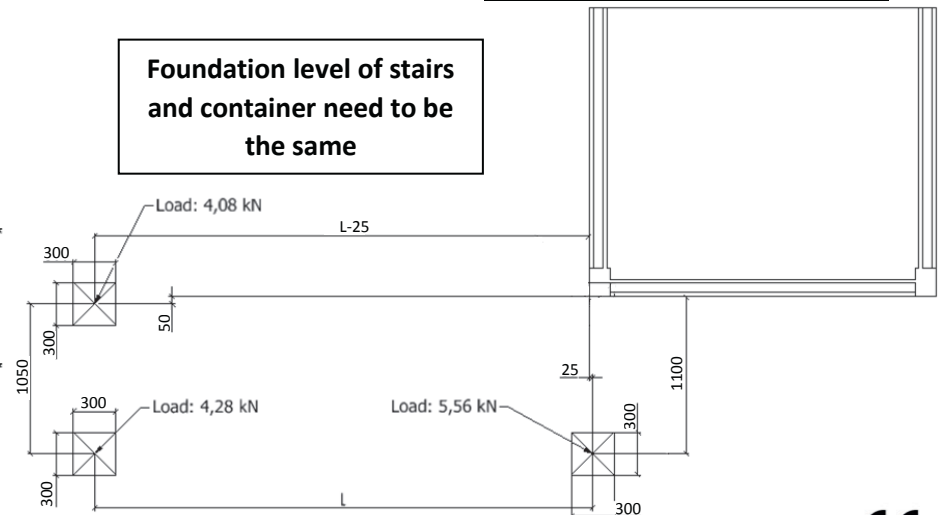 Foundation level of stairs
and container need to be
the same
Load: 4,08 kN
L-25
300
300
50
1050
25
1100
300
Load: 4,28 kN
Load: 5,56 kN
300
300
L
300